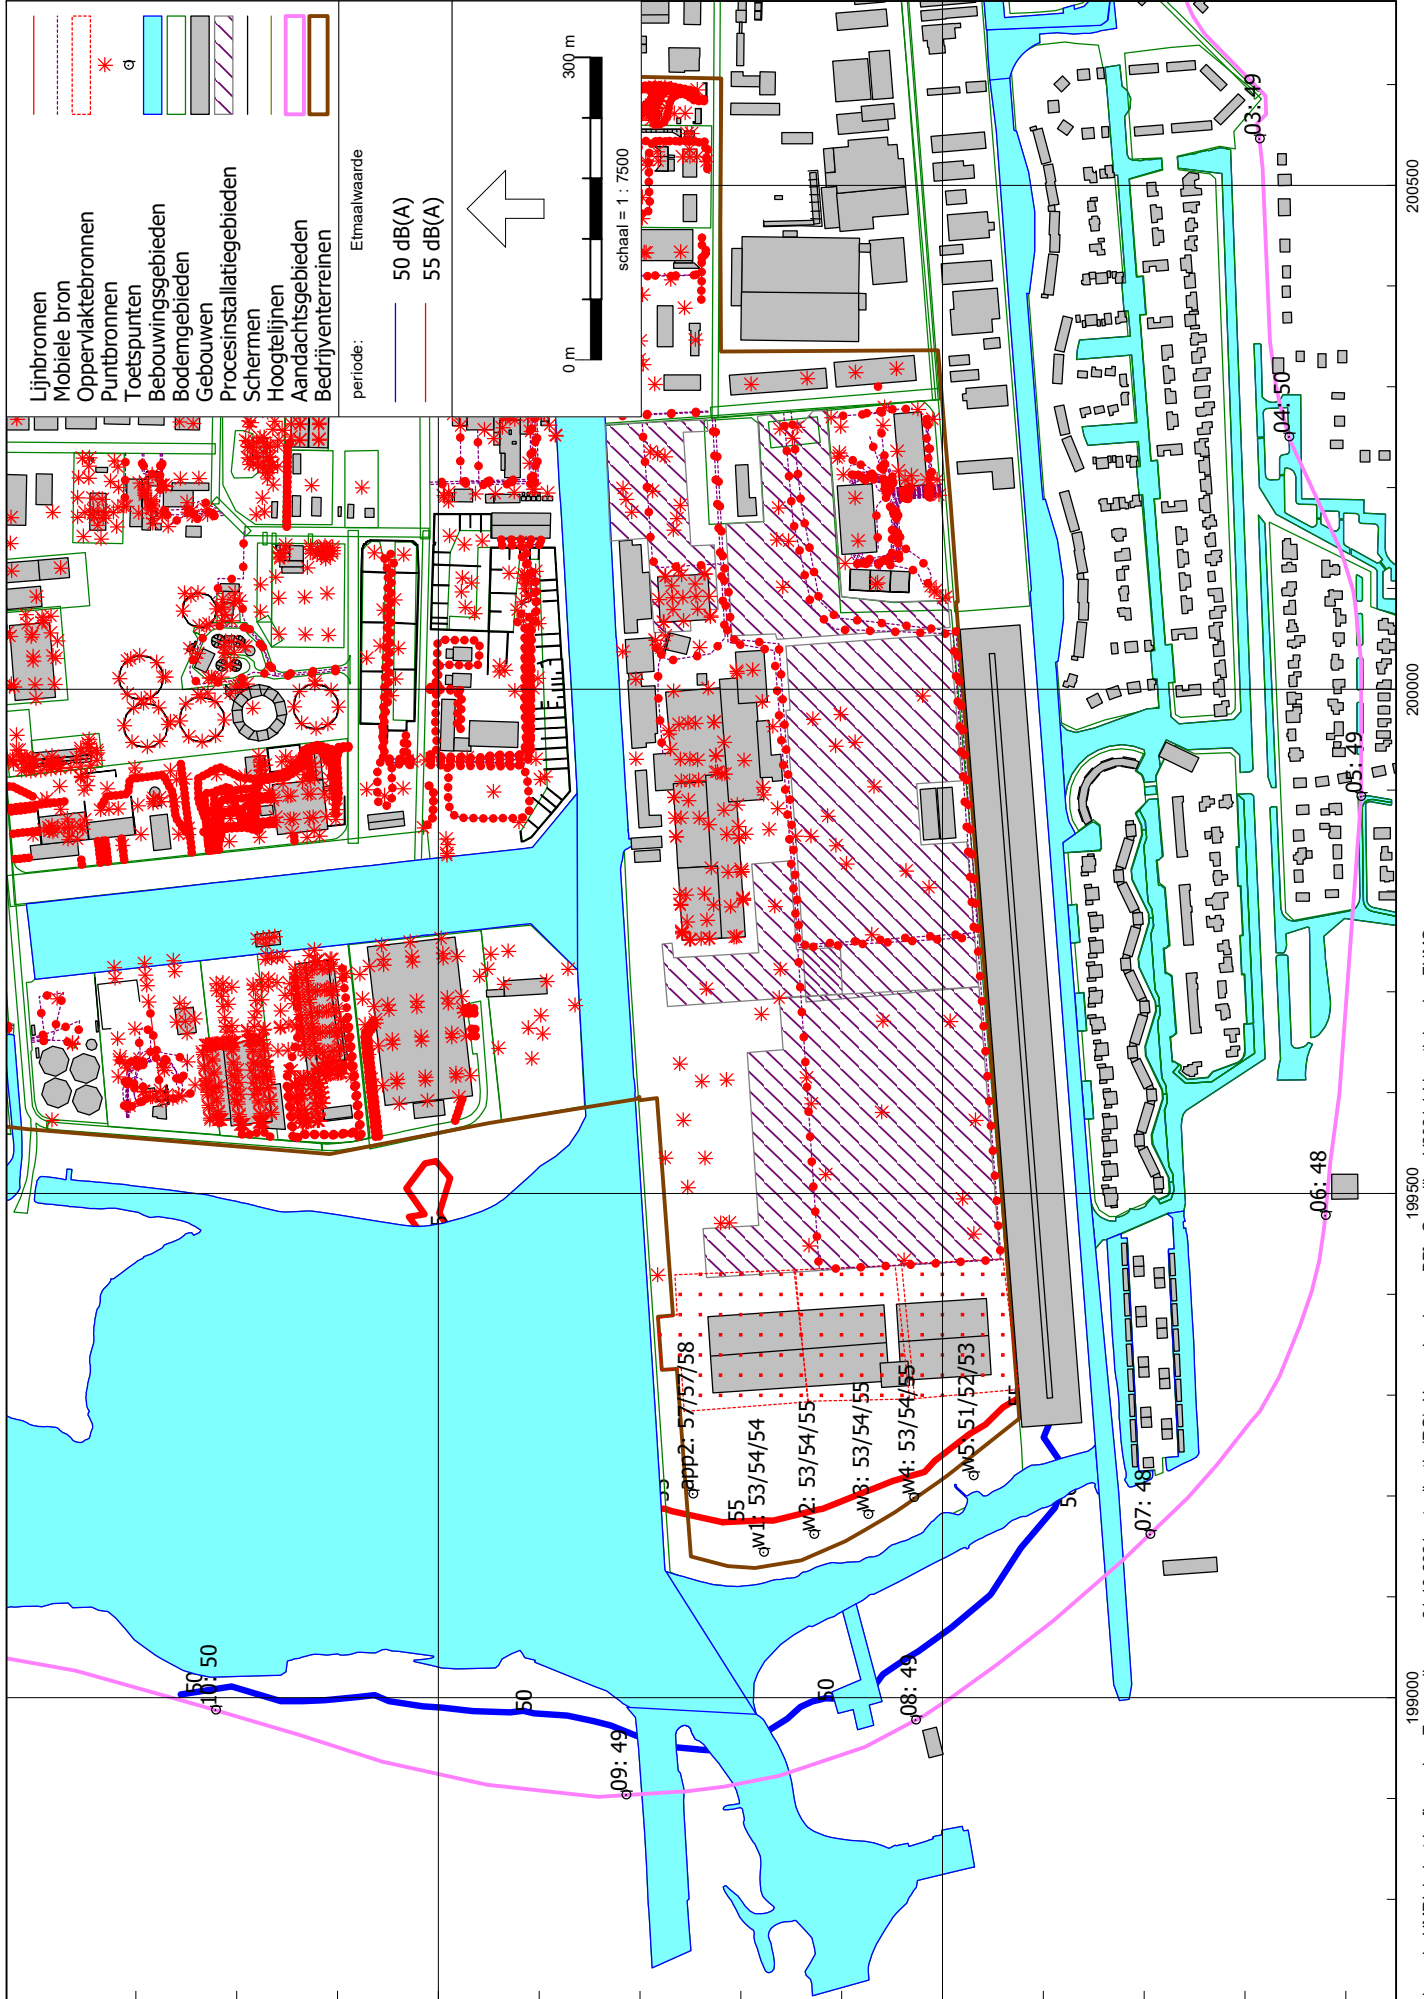 Lijnbronnen
Mobiele bron
Oppervlaktebronnen
Puntbronnen
Toetspunten
Bebouwingsgebieden
Bodemgebieden
Gebouwen
Procesinstallatiegebieden
Schermen
Hoogtelijnen
Aandachtsgebieden
Bedrijventerreinen
periode:
Etmaalwaarde
50 dB(A)
55 dB(A)
0 m
300 m
schaal = 1 : 7500
03: 49
04: 50
05: 49
06: 48
07: 48
08: 49
09: 49
10: 50
50
50
50
55
app2: 57/57/58
w1: 53/54/54
w2: 53/54/55
w3: 53/54/55
w4: 53/54/55
w5: 51/52/53
199000
199500
200000
200500